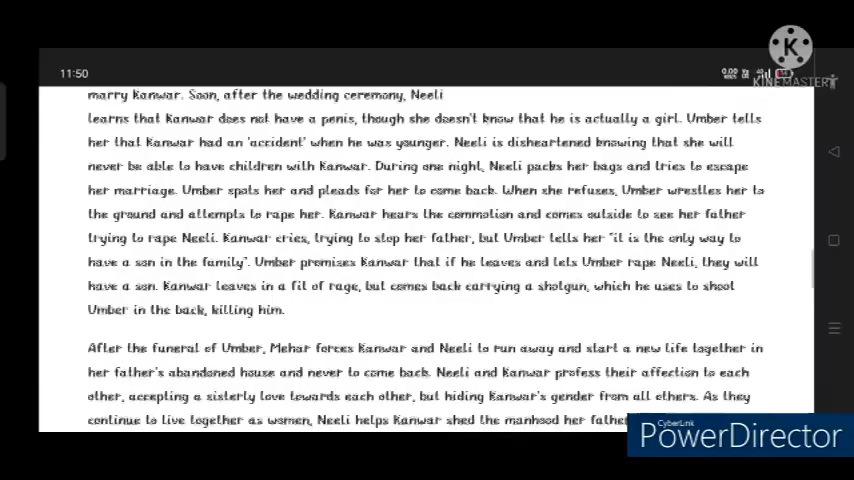 11:50
K
KINEMASTER
marry Kanwar. Soon, after the wedding ceremony, Neeli
learns that Kanwar does not have a penis, though she doesn't know that he is actually a girl. Umber tells
her that Kanwar had an 'accident' when he was younger. Neeli is disheartened knowing that she will
never be able to have children with Kanwar. During one night, Neeli packs her bags and tries to escape
her marriage. Umber spots her and pleads for her to come back. When she refuses, Umber wrestles her to
the ground and attempts to rape her. Kanwar hears the commotion and comes outside to see her father
trying to rape Neeli. Kanwar cries, trying to stop her father, but Umber tells her "it is the only way to
have a son in the family". Umber promises Kanwar that if he leaves and lets Umber rape Neeli, they will
have a son. Kanwar leaves in a fit of rage, but comes back carrying a shotgun, which he uses to shoot
Umber in the back, killing him.
After the funeral of Umber, Mehar forces Kanwar and Neeli to run away and start a new life together in
her father's abandoned house and never to come back. Neeli and Kanwar profess their affection to each
other, accepting a sisterly love towards each other, but hiding Kanwar's gender from all others. As they
continue to live together as women, Neeli helps Kanwar shed the manhood her father
CyberLink
PowerDirector